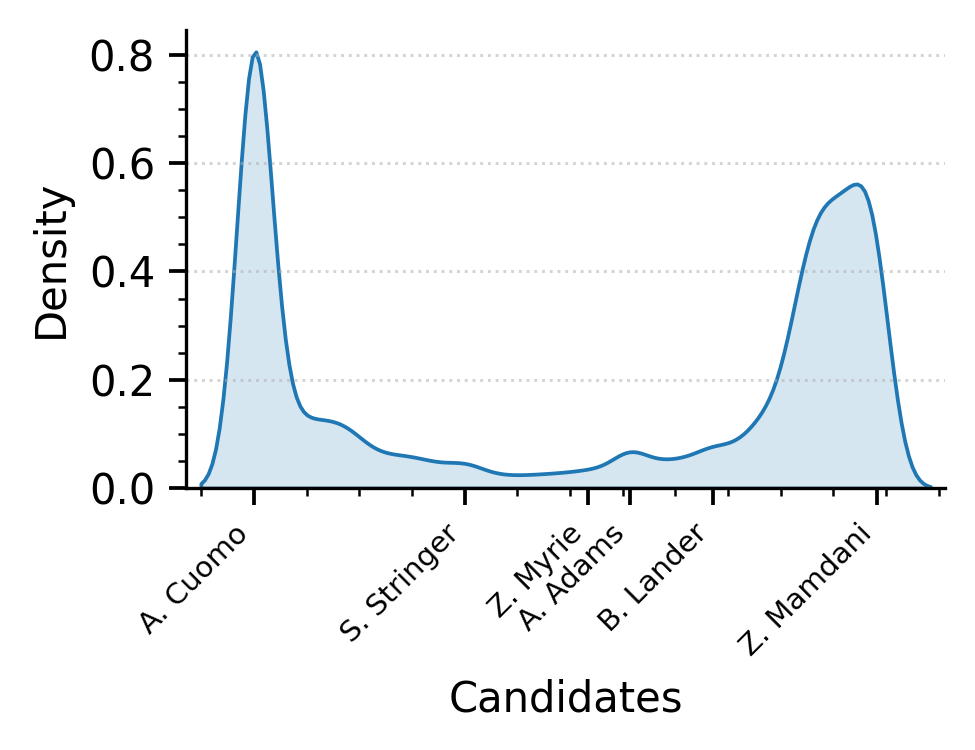 0.8
0.6
0.4
0.2
0.0
Density
A. Cuomo
S. Stringer
Z. Myrie
A. Adams
B. Lander
Z. Mamdani
Candidates